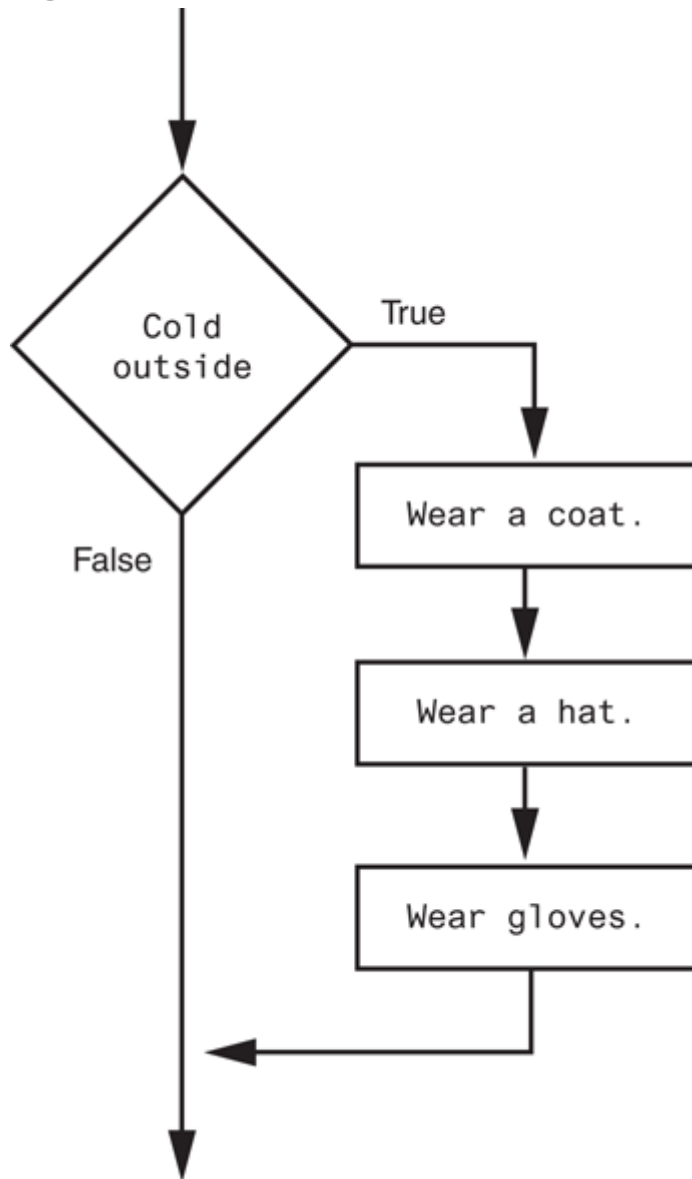 Cold
outside
True
False
Wear a coat.
Wear a hat.
Wear gloves.